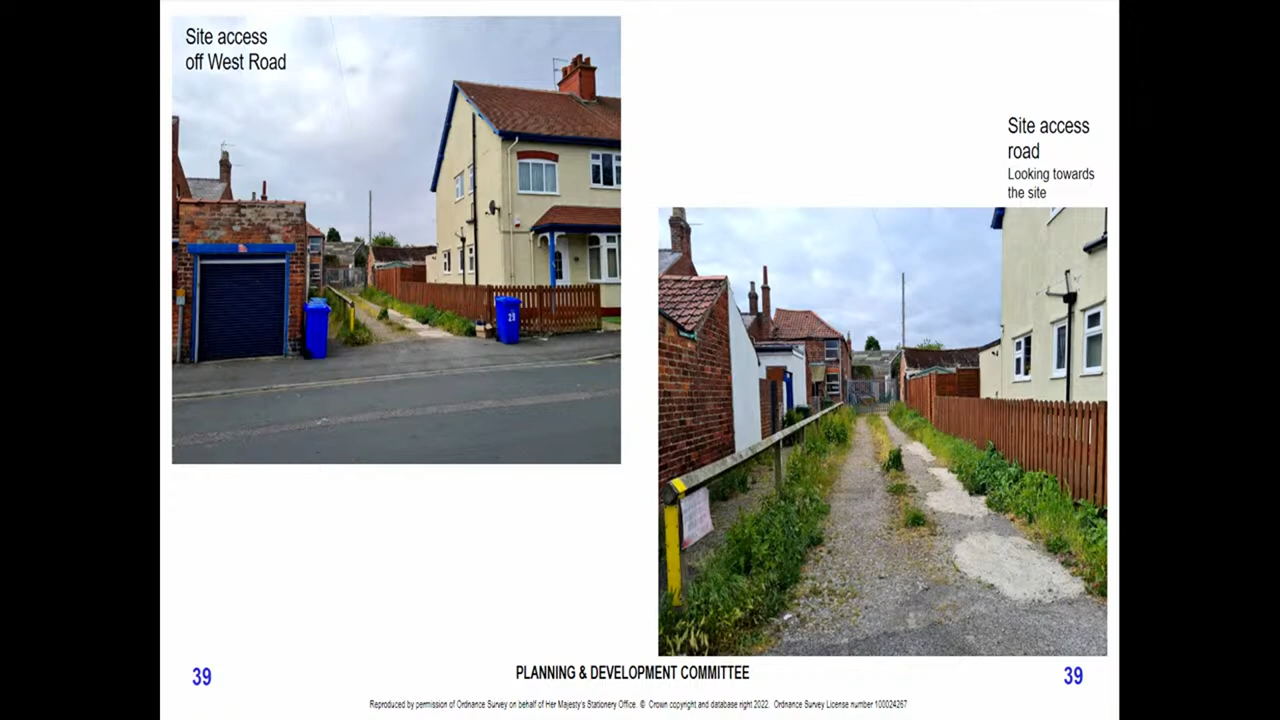 Site access
off West Road
Site access
road
Looking towards
the site
39
PLANNING & DEVELOPMENT COMMITTEE
39
Reproduced by permission of Ordnance Survey on behalf of Her Majesty's Stationery Office. © Crown copyright and database right 2022. Ordnance Survey License number 100024267